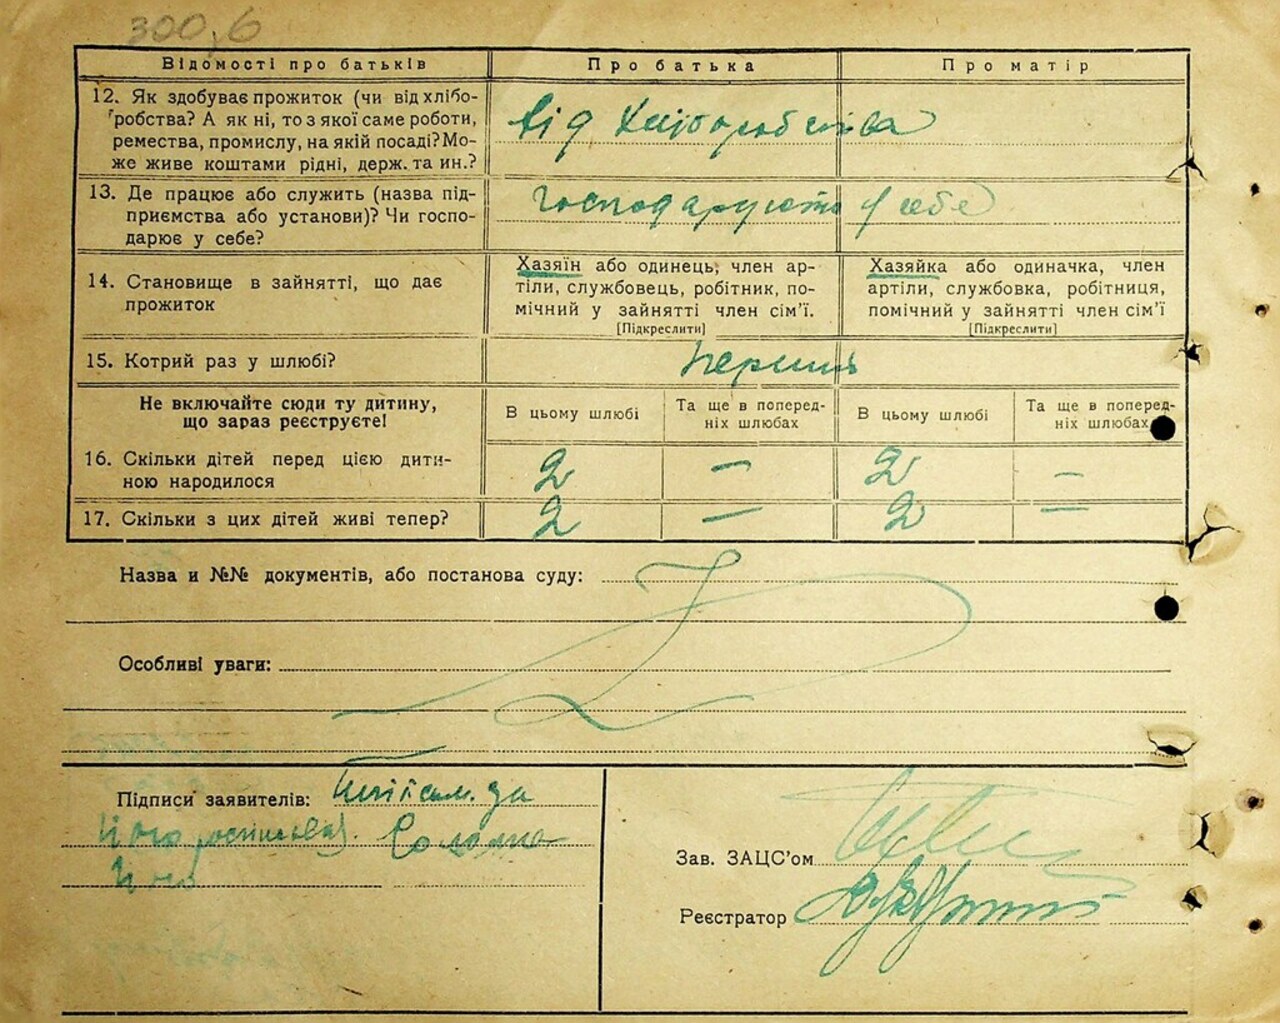 300,6
Відомості про батьків Про батька Про матір
12. Як здобуває прожиток (чи від хлібо-
робства? А як ні, то з якої саме роботи,
ремества, промислу, на якій посаді? Мо-
же живе коштами рідні, держ. та ин.?
від хліборобства
13. Де працює або служить (назва під-
приємства або установи)? Чи госпо-
дарює у себе?
Господарюють у себе
14. Становище в зайнятті, що дає
прожиток
Хазяїн або одинець, член ар-
тіли, службовець, робітник, по-
мічний у зайнятті член сім'ї.
[Підкреслити]
Хазяйка або одиначка, член
артіли, службовка, робітниця,
помічний у зайнятті член сім'ї
[Підкреслити]
15. Котрий раз у шлюбі?
Не включайте сюди ту дитину,
що зараз реєструєте!
В цьому шлюбі
Та ще в поперед-
ніх шлюбах
В цьому шлюбі
Та ще в поперед-
ніх шлюбах
16. Скільки дітей перед цією дити-
ною народилося
2 — 2 —
17. Скільки з цих дітей живі тепер? 2 — 2 —
Назва и №№ документів, або постанова суду:
Особливі уваги:
Підписи заявителів:
Зав. ЗАЦС'ом
Реєстратор